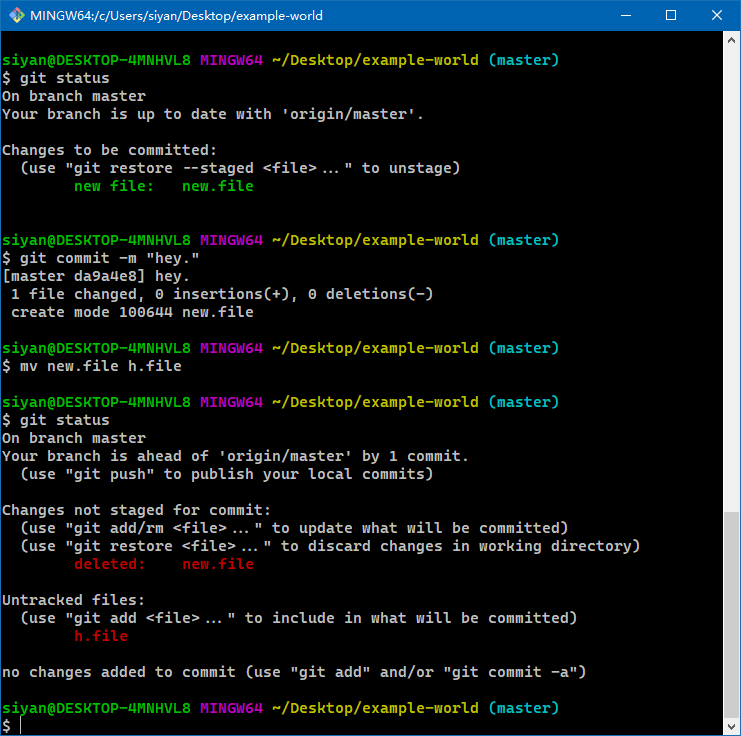 MINGW64:/c/Users/siyan/Desktop/example-world
siyan@DESKTOP-4MNHVL8 MINGW64 ~/Desktop/example-world (master)
$ git status
On branch master
Your branch is up to date with 'origin/master'.
Changes to be committed:
  (use "git restore --staged <file>..." to unstage)
        new file:   new.file
siyan@DESKTOP-4MNHVL8 MINGW64 ~/Desktop/example-world (master)
$ git commit -m "hey."
[master da9a4e8] hey.
 1 file changed, 0 insertions(+), 0 deletions(-)
 create mode 100644 new.file
siyan@DESKTOP-4MNHVL8 MINGW64 ~/Desktop/example-world (master)
$ mv new.file h.file
siyan@DESKTOP-4MNHVL8 MINGW64 ~/Desktop/example-world (master)
$ git status
On branch master
Your branch is ahead of 'origin/master' by 1 commit.
  (use "git push" to publish your local commits)
Changes not staged for commit:
  (use "git add/rm <file>..." to update what will be committed)
  (use "git restore <file>..." to discard changes in working directory)
        deleted:    new.file
Untracked files:
  (use "git add <file>..." to include in what will be committed)
        h.file
no changes added to commit (use "git add" and/or "git commit -a")
siyan@DESKTOP-4MNHVL8 MINGW64 ~/Desktop/example-world (master)
$